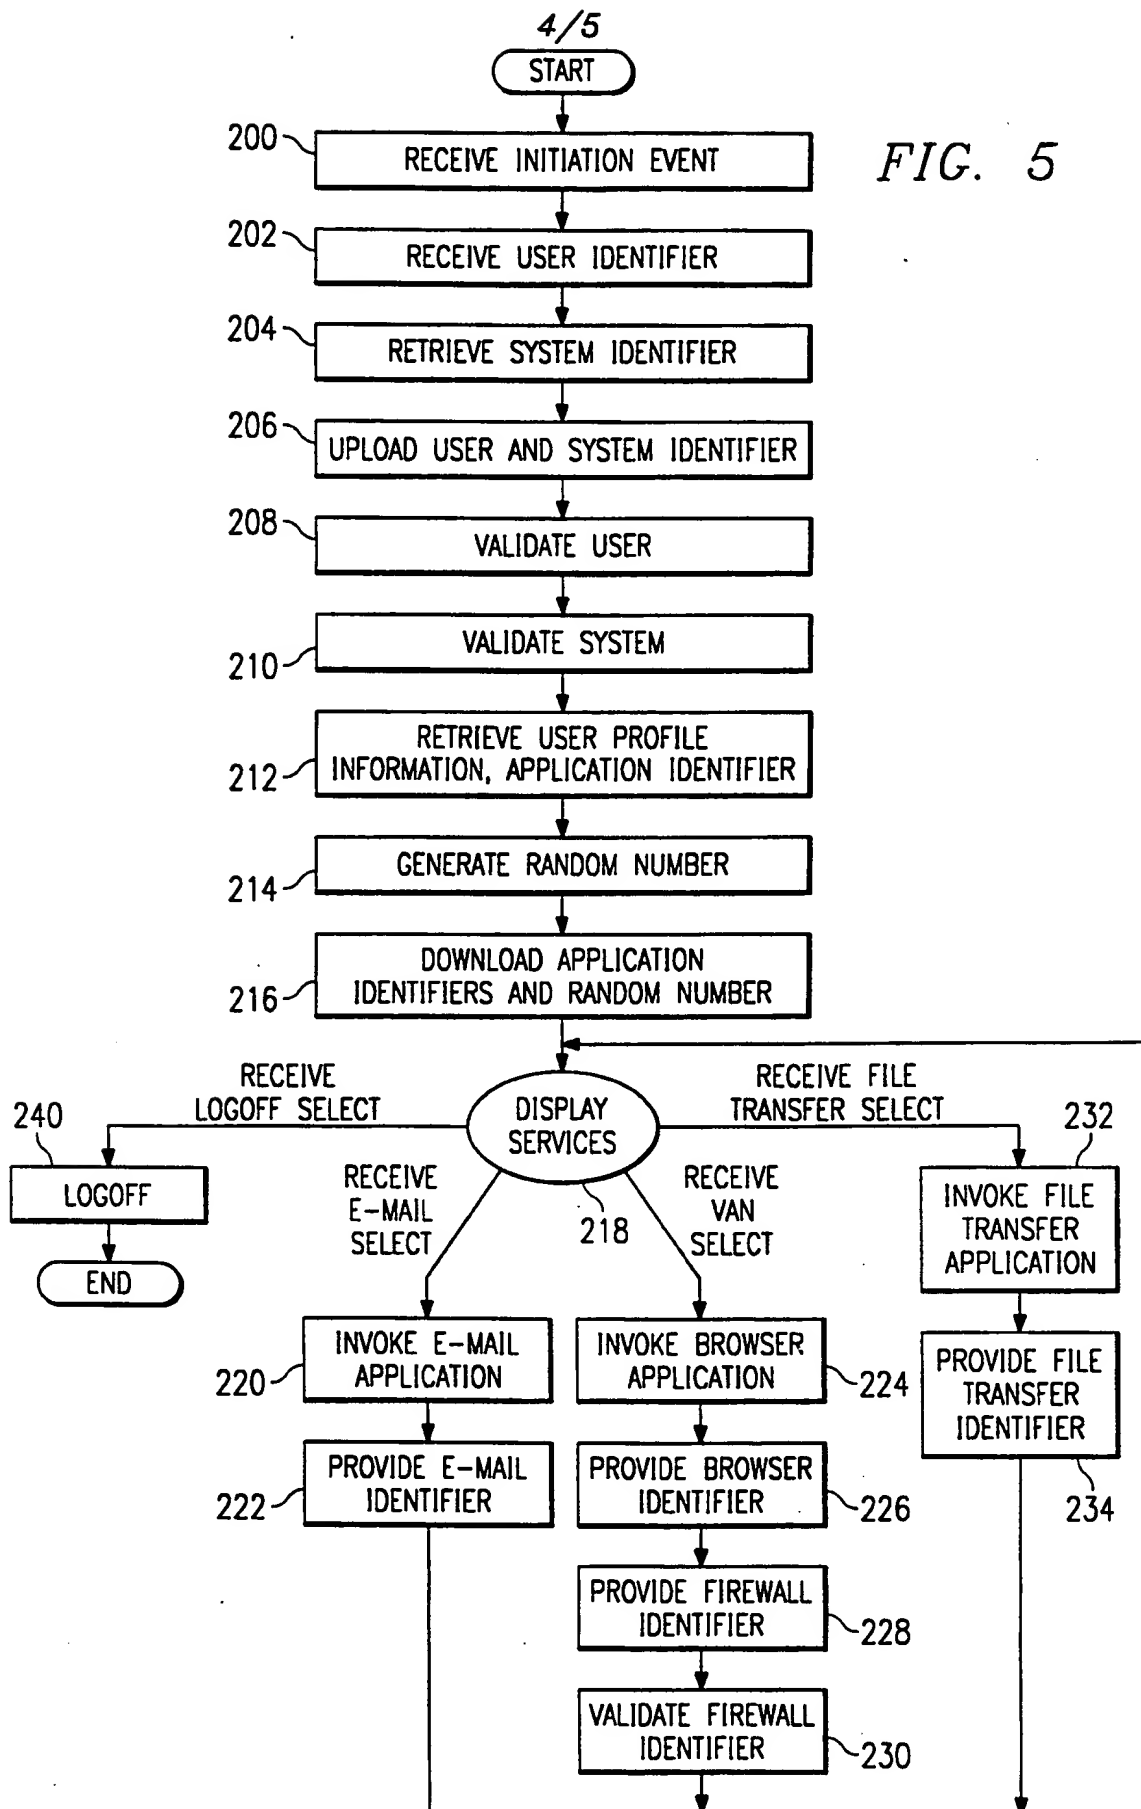 4/5
START
FIG. 5
200
RECEIVE INITIATION EVENT
202
RECEIVE USER IDENTIFIER
204
RETRIEVE SYSTEM IDENTIFIER
206
UPLOAD USER AND SYSTEM IDENTIFIER
208
VALIDATE USER
210
VALIDATE SYSTEM
212
RETRIEVE USER PROFILE
INFORMATION, APPLICATION IDENTIFIER
214
GENERATE RANDOM NUMBER
216
DOWNLOAD APPLICATION
IDENTIFIERS AND RANDOM NUMBER
RECEIVE
LOGOFF SELECT
DISPLAY
SERVICES
218
RECEIVE FILE
TRANSFER SELECT
240
LOGOFF
END
RECEIVE
E-MAIL
SELECT
RECEIVE
VAN
SELECT
232
INVOKE FILE
TRANSFER
APPLICATION
INVOKE E-MAIL
APPLICATION
220
INVOKE BROWSER
APPLICATION
224
PROVIDE FILE
TRANSFER
IDENTIFIER
234
PROVIDE E-MAIL
IDENTIFIER
222
PROVIDE BROWSER
IDENTIFIER
226
PROVIDE FIREWALL
IDENTIFIER
228
VALIDATE FIREWALL
IDENTIFIER
230